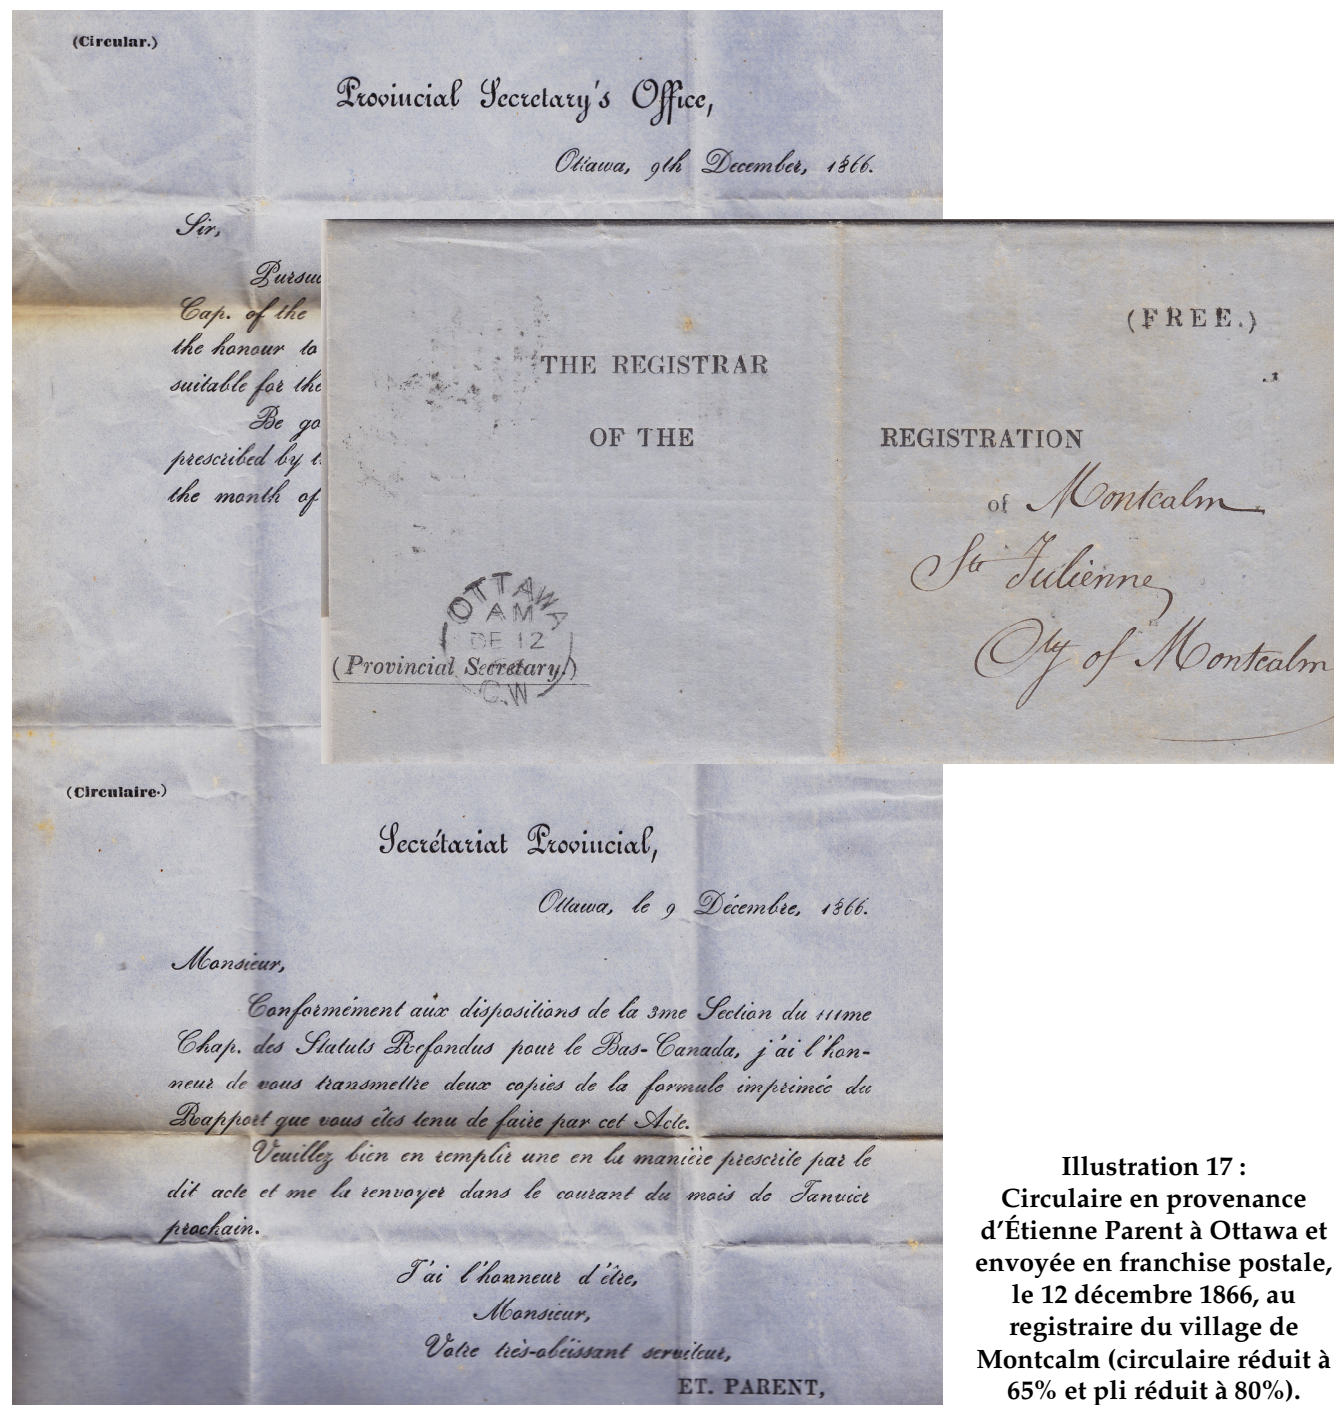 (Circular.)
Provincial Secretary's Office,
Ottawa, 9th December, 1866.
Sir,
Pursu
Cap. of the
the honour to
suitable for the
Be go
prescribed by t
the month of
(FREE.)
THE REGISTRAR
OF THE REGISTRATION
of Montcalm
Ste Julienne,
Cty of Montcalm
OTTAWA
AM
DE 12
C.W
(Provincial Secretary.)
(Circulaire.)
Secrétariat Provincial,
Ottawa, le 9 Décembre, 1866.
Monsieur,
Conformément aux dispositions de la 3me Section du 111me
Chap. des Statuts Refondus pour le Bas-Canada, j'ai l'hon-
neur de vous transmettre deux copies de la formule imprimée du
Rapport que vous êtes tenu de faire par cet Acte.
Veuillez bien en remplir une en la manière prescrite par le
dit acte et me la renvoyer dans le courant du mois de Janvier
prochain.
J'ai l'honneur d'être,
Monsieur,
Votre très-obéissant serviteur,
ET. PARENT,
Illustration 17 :
Circulaire en provenance
d'Étienne Parent à Ottawa et
envoyée en franchise postale,
le 12 décembre 1866, au
registraire du village de
Montcalm (circulaire réduit à
65% et pli réduit à 80%).